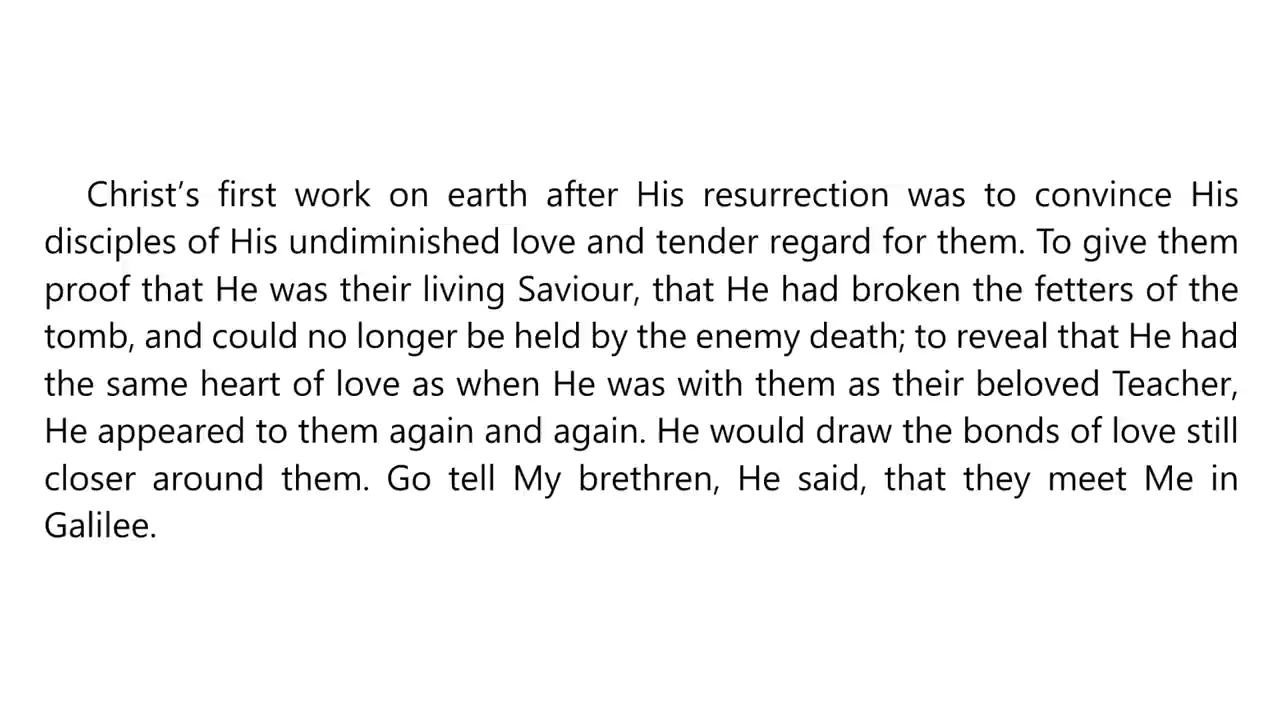 Christ’s first work on earth after His resurrection was to convince His
disciples of His undiminished love and tender regard for them. To give them
proof that He was their living Saviour, that He had broken the fetters of the
tomb, and could no longer be held by the enemy death; to reveal that He had
the same heart of love as when He was with them as their beloved Teacher,
He appeared to them again and again. He would draw the bonds of love still
closer around them. Go tell My brethren, He said, that they meet Me in
Galilee.